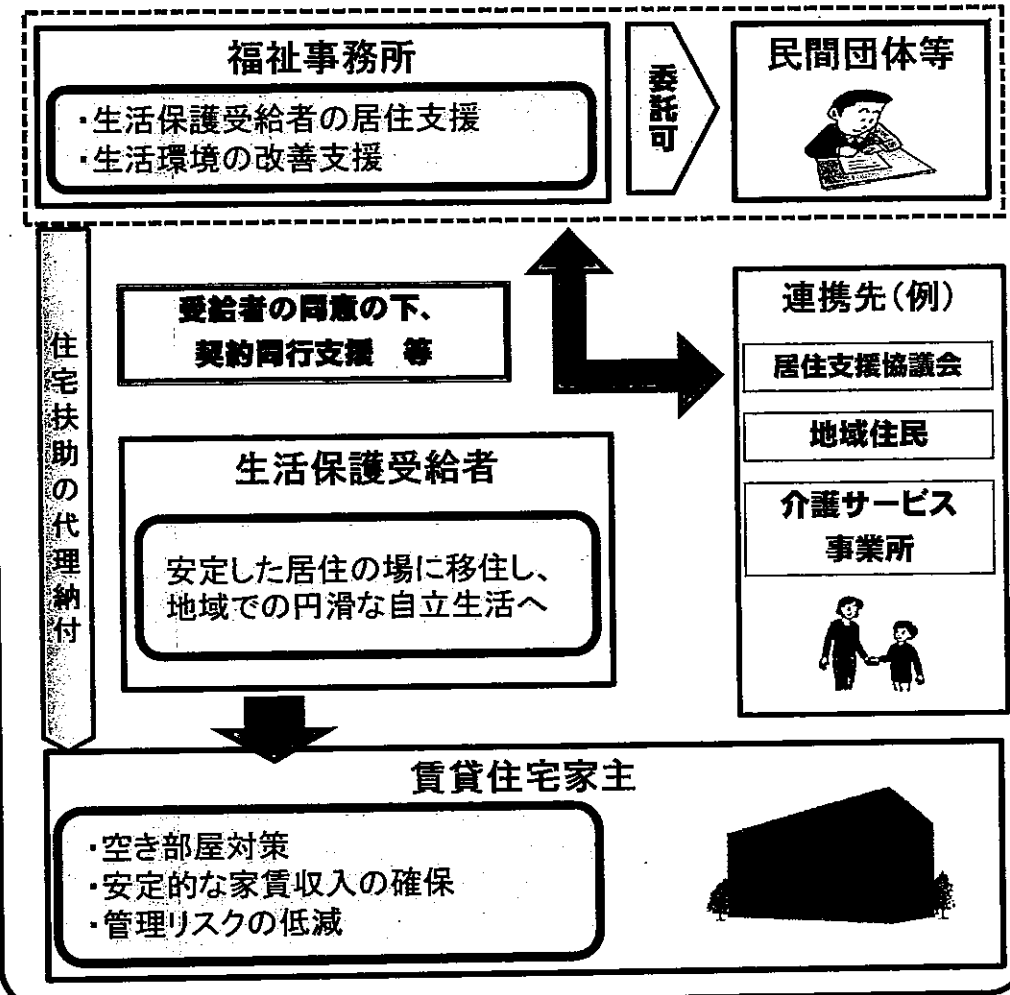 福祉事務所
・生活保護受給者の居住支援
・生活環境の改善支援
委託可
民間団体等
住宅扶助の代理納付
受給者の同意の下、
契約同行支援 等
連携先(例)
居住支援協議会
地域住民
介護サービス
事業所
生活保護受給者
安定した居住の場に移住し、
地域での円滑な自立生活へ
賃貸住宅家主
・空き部屋対策
・安定的な家賃収入の確保
・管理リスクの低減